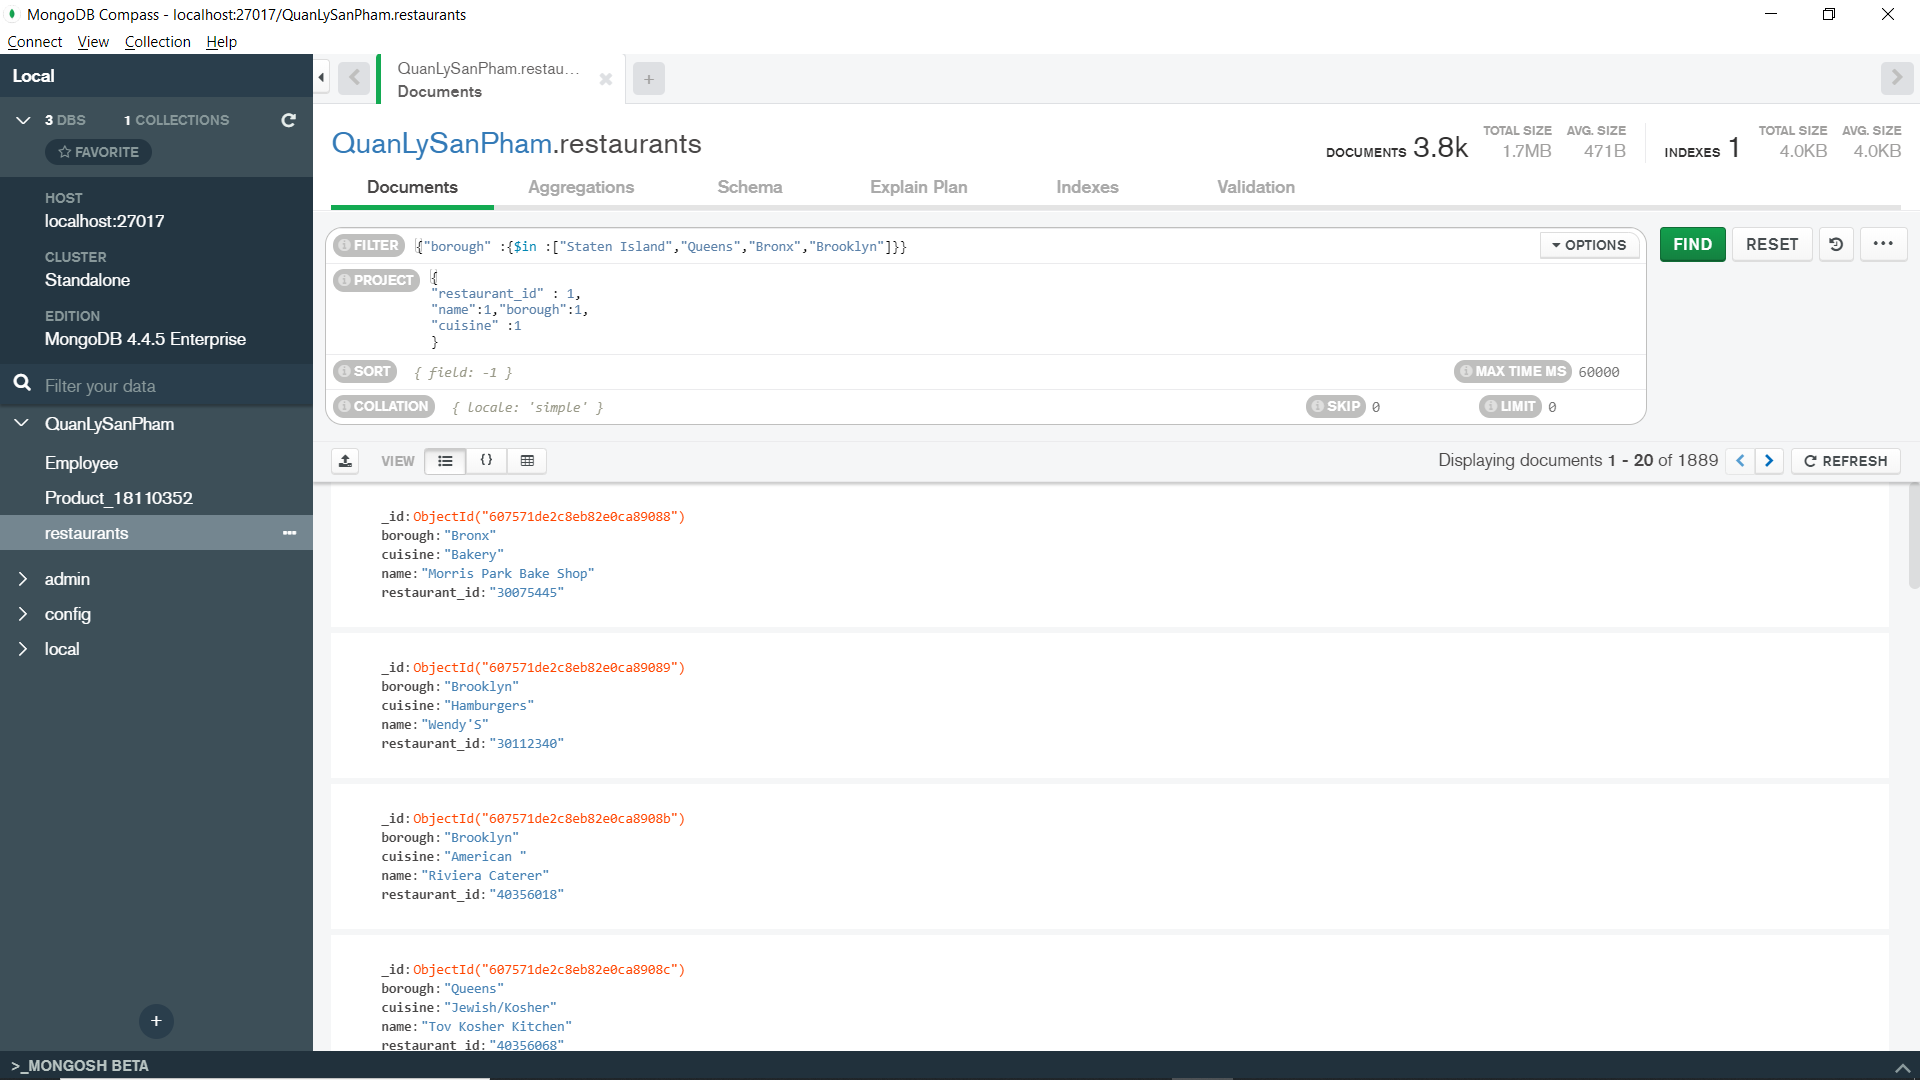 MongoDB Compass - localhost:27017/QuanLySanPham.restaurants
Connect View Collection Help
Local
3 DBS 1 COLLECTIONS
FAVORITE
HOST
localhost:27017
CLUSTER
Standalone
EDITION
MongoDB 4.4.5 Enterprise
Filter your data
QuanLySanPham
Employee
Product_18110352
restaurants
admin
config
local
+
>_MONGOSH BETA
QuanLySanPham.restau...
Documents
+
QuanLySanPham.restaurants
DOCUMENTS 3.8k
TOTAL SIZE 1.7MB
AVG. SIZE 471B
INDEXES 1
TOTAL SIZE 4.0KB
AVG. SIZE 4.0KB
Documents Aggregations Schema Explain Plan Indexes Validation
FILTER {"borough" :{$in :["Staten Island","Queens","Bronx","Brooklyn"]}} OPTIONS FIND RESET
PROJECT {
"restaurant_id" : 1,
"name":1,"borough":1,
"cuisine" :1
}
SORT { field: -1 } MAX TIME MS 60000
COLLATION { locale: 'simple' } SKIP 0 LIMIT 0
VIEW {} Displaying documents 1 - 20 of 1889 < > REFRESH
_id:ObjectId("607571de2c8eb82e0ca89088")
borough:"Bronx"
cuisine:"Bakery"
name:"Morris Park Bake Shop"
restaurant_id:"30075445"
_id:ObjectId("607571de2c8eb82e0ca89089")
borough:"Brooklyn"
cuisine:"Hamburgers"
name:"Wendy'S"
restaurant_id:"30112340"
_id:ObjectId("607571de2c8eb82e0ca8908b")
borough:"Brooklyn"
cuisine:"American "
name:"Riviera Caterer"
restaurant_id:"40356018"
_id:ObjectId("607571de2c8eb82e0ca8908c")
borough:"Queens"
cuisine:"Jewish/Kosher"
name:"Tov Kosher Kitchen"
restaurant_id:"40356068"